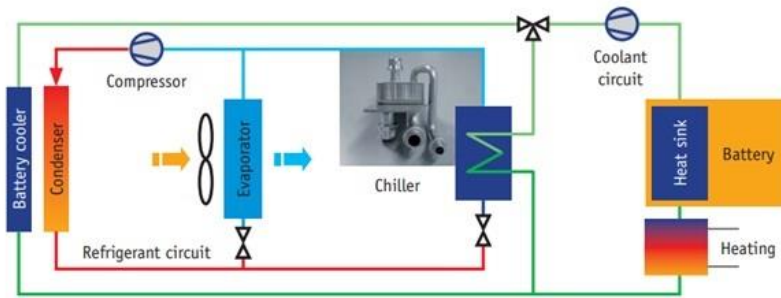 Compressor
Coolant
circuit
Battery cooler
Condenser
Evaporator
Chiller
Heat sink
Battery
Refrigerant circuit
Heating